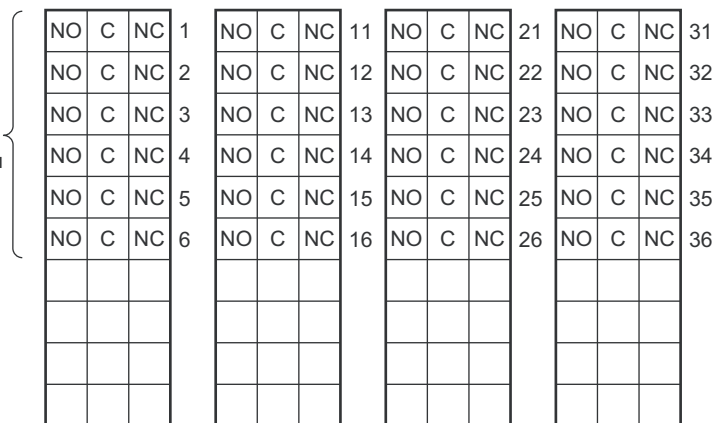 NO C NC 1 NO C NC 11 NO C NC 21 NO C NC 31
NO C NC 2 NO C NC 12 NO C NC 22 NO C NC 32
NO C NC 3 NO C NC 13 NO C NC 23 NO C NC 33
NO C NC 4 NO C NC 14 NO C NC 24 NO C NC 34
NO C NC 5 NO C NC 15 NO C NC 25 NO C NC 35
NO C NC 6 NO C NC 16 NO C NC 26 NO C NC 36